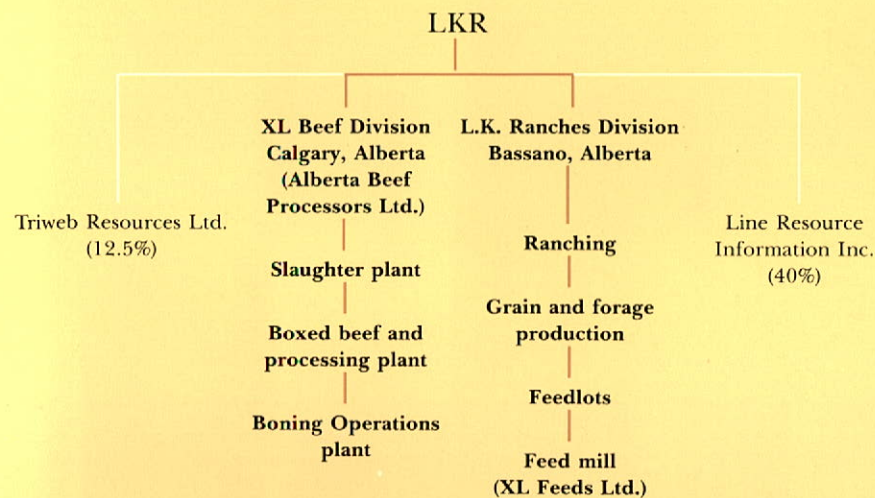 LKR
XL Beef Division
Calgary, Alberta
(Alberta Beef
Processors Ltd.)
L.K. Ranches Division
Bassano, Alberta
Triweb Resources Ltd.
(12.5%)
Line Resource
Information Inc.
(40%)
Slaughter plant
Boxed beef and
processing plant
Boning Operations
plant
Ranching
Grain and forage
production
Feedlots
Feed mill
(XL Feeds Ltd.)